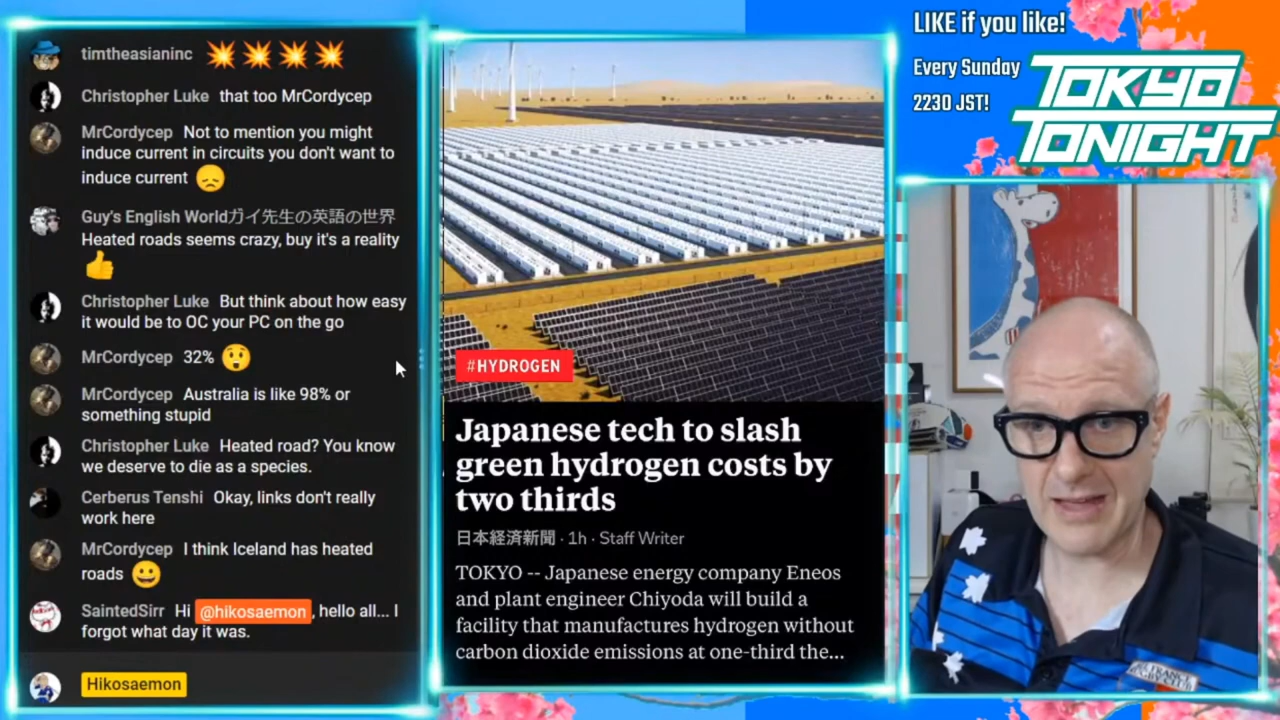 timtheasianinc
Christopher Luke that too MrCordycep
MrCordycep Not to mention you might
induce current in circuits you don't want to
induce current
Guy's English Worldガイ先生の英語の世界
Heated roads seems crazy, buy it's a reality
Christopher Luke But think about how easy
it would be to OC your PC on the go
MrCordycep 32%
MrCordycep Australia is like 98% or
something stupid
Christopher Luke Heated road? You know
we deserve to die as a species.
Cerberus Tenshi Okay, links don't really
work here
MrCordycep I think Iceland has heated
roads
SaintedSirr Hi @hikosaemon, hello all... I
forgot what day it was.
Hikosaemon
#HYDROGEN
Japanese tech to slash
green hydrogen costs by
two thirds
日本経済新聞 · 1h · Staff Writer
TOKYO -- Japanese energy company Eneos
and plant engineer Chiyoda will build a
facility that manufactures hydrogen without
carbon dioxide emissions at one-third the...
LIKE if you like!
Every Sunday
2230 JST!
TOKYO
TONIGHT